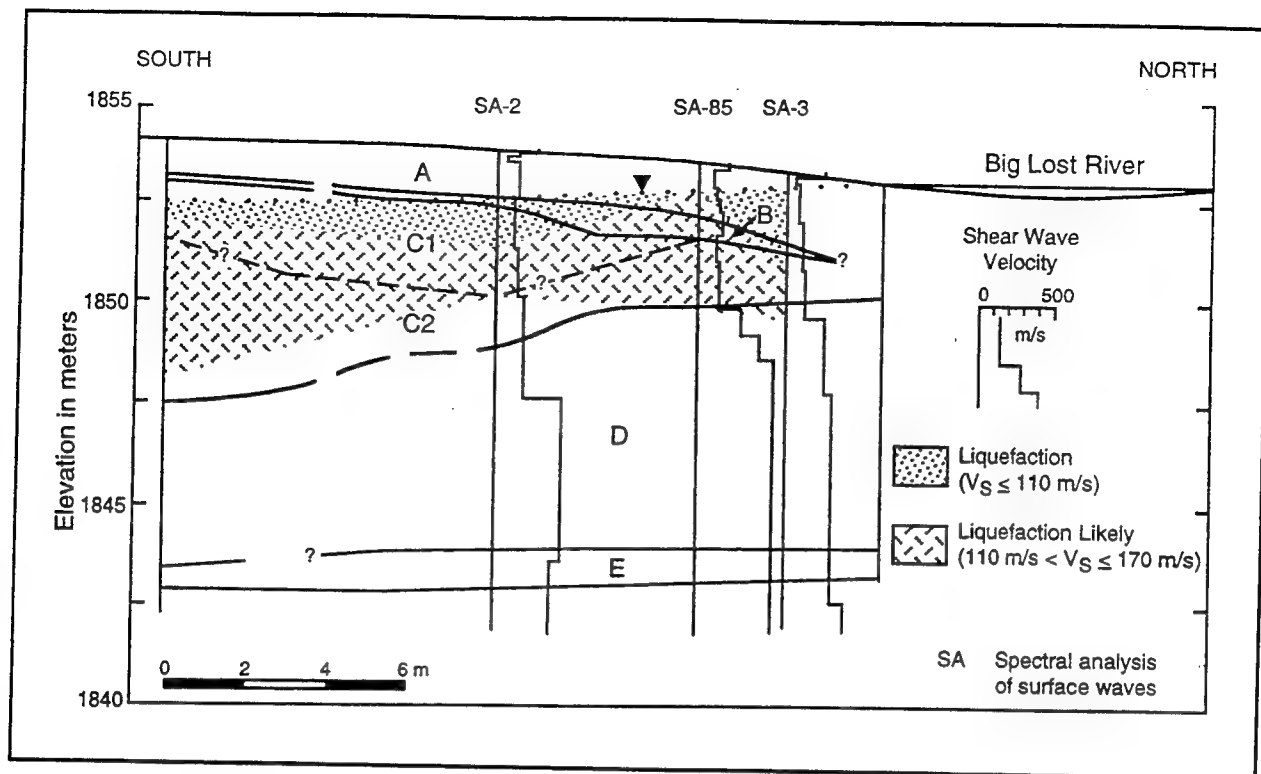 SOUTH
NORTH
1855
SA-2
SA-85
SA-3
A
Big Lost River
B
C1
?
?
?
Shear Wave
Velocity
0 500
m/s
1850
C2
Elevation in meters
D
Liquefaction
(VS ≤ 110 m/s)
1845
Liquefaction Likely
(110 m/s < VS ≤ 170 m/s)
?
E
0 2 4 6 m
SA Spectral analysis
of surface waves
1840